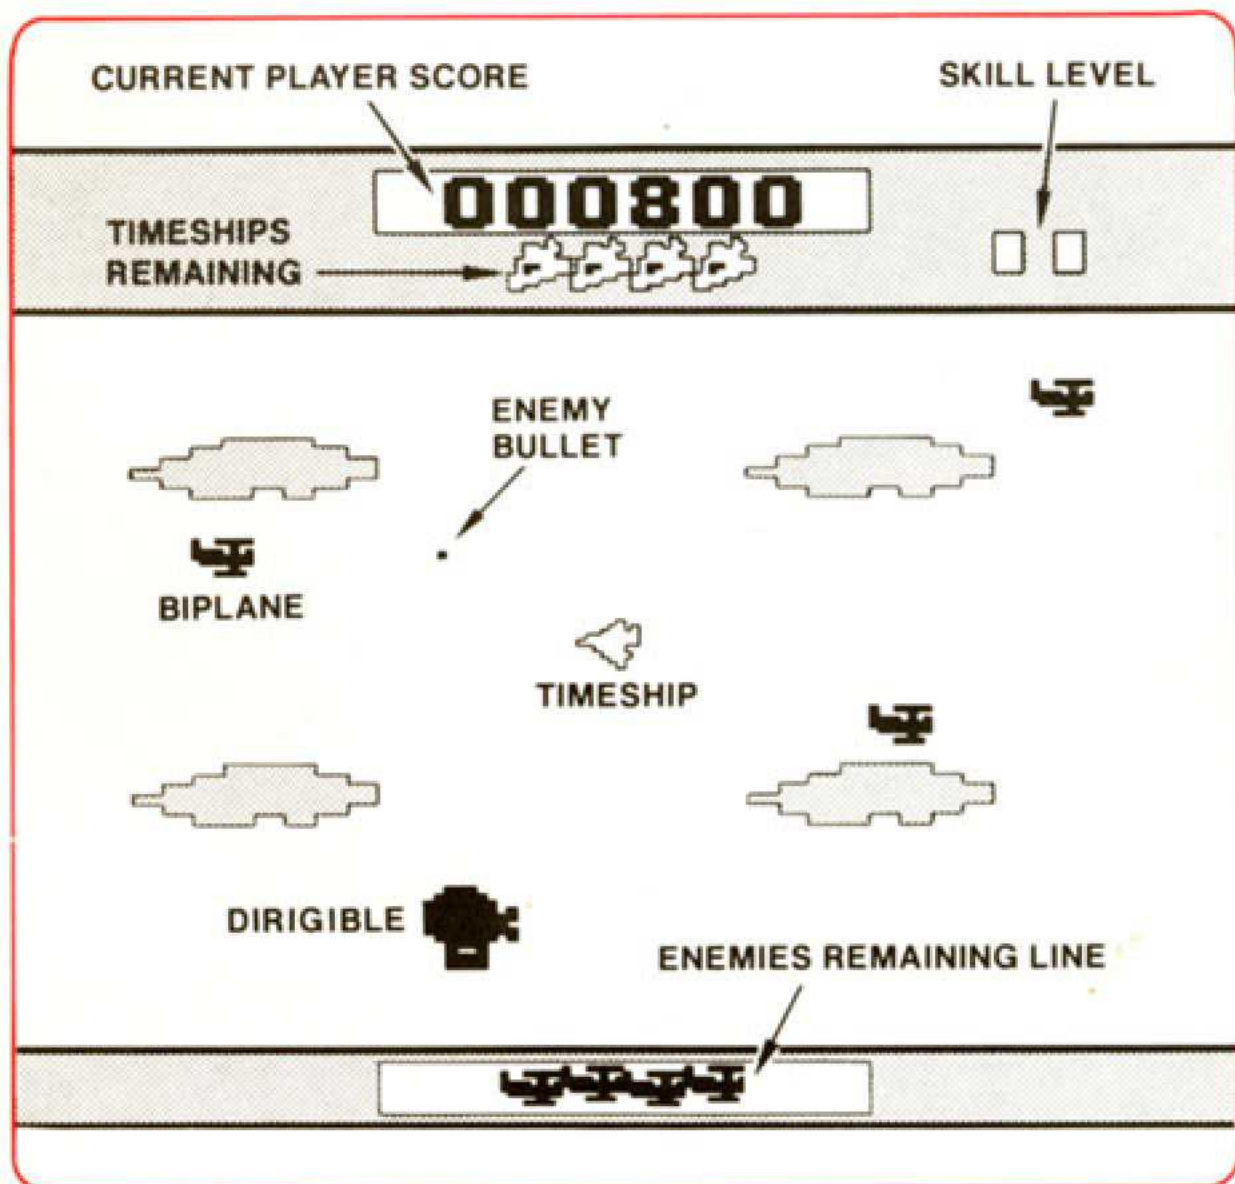 CURRENT PLAYER SCORE
SKILL LEVEL
000800
TIMESHIPS
REMAINING
ENEMY
BULLET
BIPLANE
TIMESHIP
DIRIGIBLE
ENEMIES REMAINING LINE